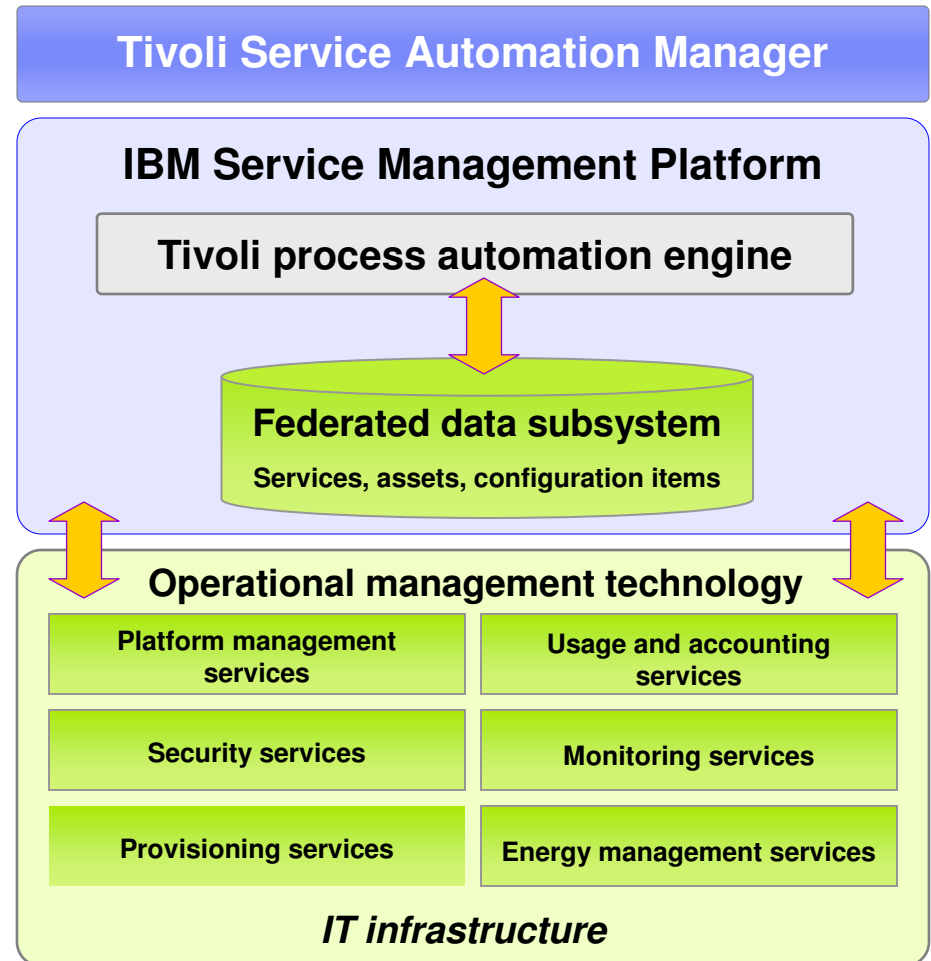 Tivoli Service Automation Manager
IBM Service Management Platform
Tivoli process automation engine
Federated data subsystem
Services, assets, configuration items
Operational management technology
Platform management
services
Usage and accounting
services
Security services
Monitoring services
Provisioning services
Energy management services
IT infrastructure